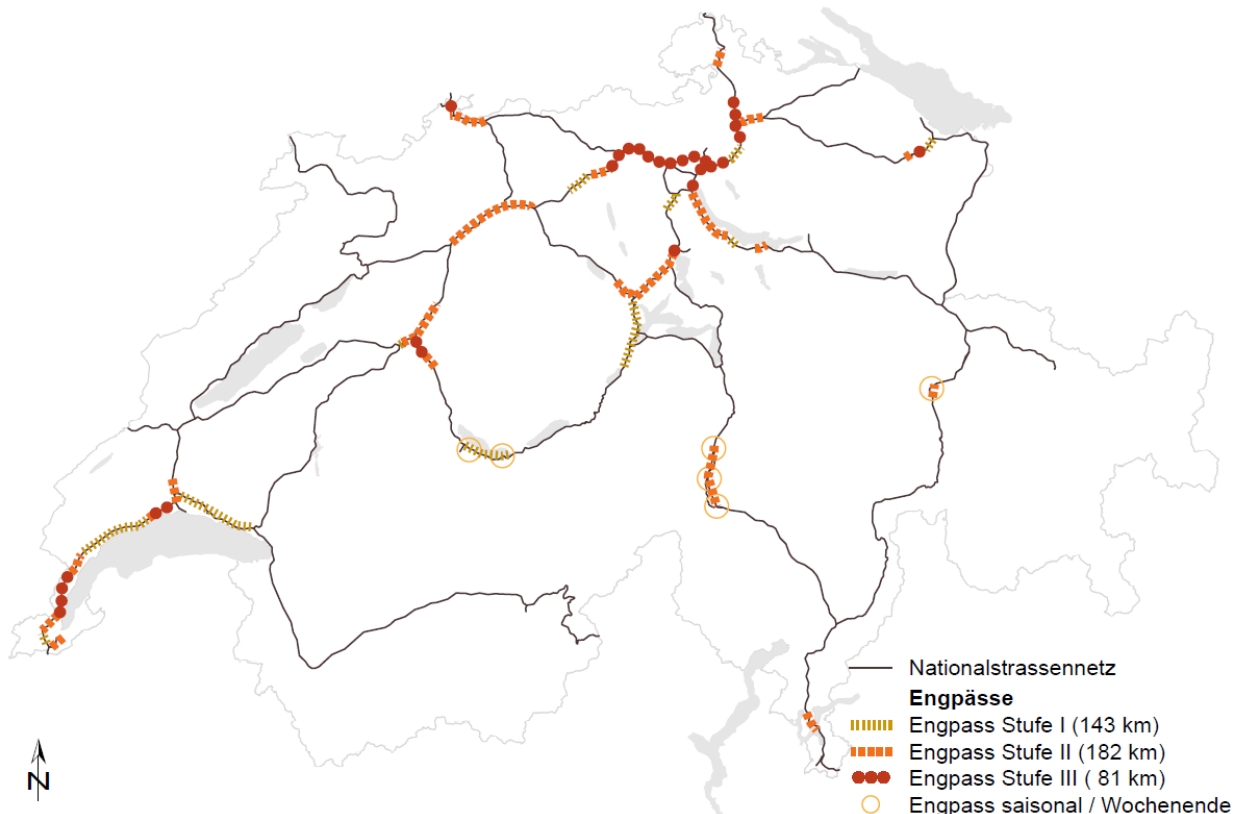 Nationalstrassennetz
Engpässe
Engpass Stufe I (143 km)
Engpass Stufe II (182 km)
Engpass Stufe III ( 81 km)
Engpass saisonal / Wochenende
N